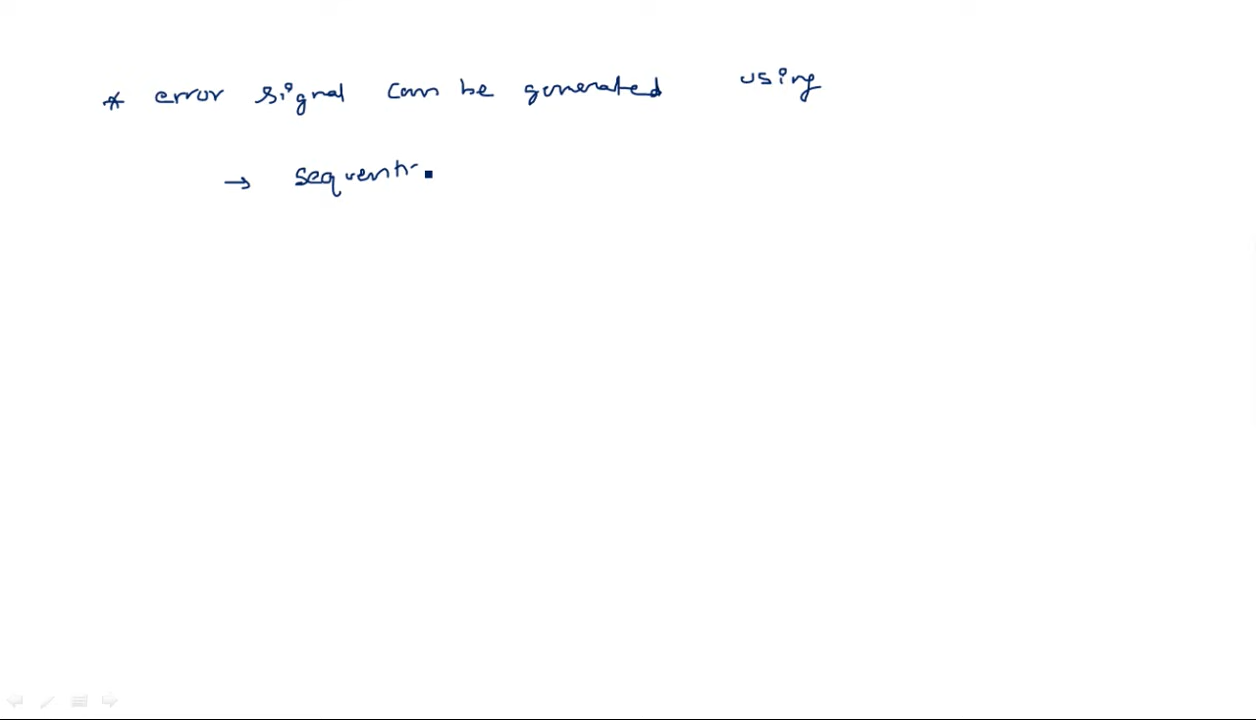 * error signal can be generated using
→ sequenti